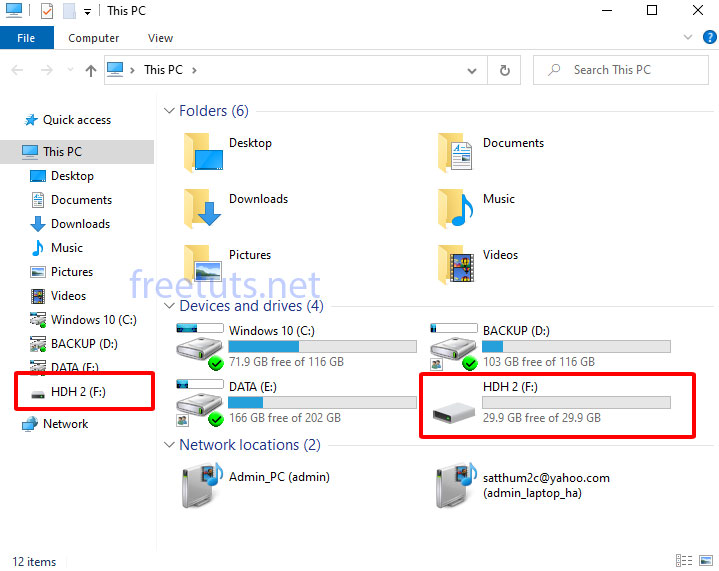 This PC
File
Computer
View
This PC
Search This PC
Quick access
This PC
Desktop
Documents
Downloads
Music
Pictures
Videos
Windows 10 (C:)
BACKUP (D:)
DATA (E:)
HDH 2 (F:)
Network
Folders (6)
Desktop
Documents
Downloads
Music
Pictures
Videos
freetuts.net
Devices and drives (4)
Windows 10 (C:)
71.9 GB free of 116 GB
BACKUP (D:)
103 GB free of 116 GB
DATA (E:)
166 GB free of 202 GB
HDH 2 (F:)
29.9 GB free of 29.9 GB
Network locations (2)
Admin_PC (admin)
satthum2c@yahoo.com
(admin_laptop_ha)
12 items